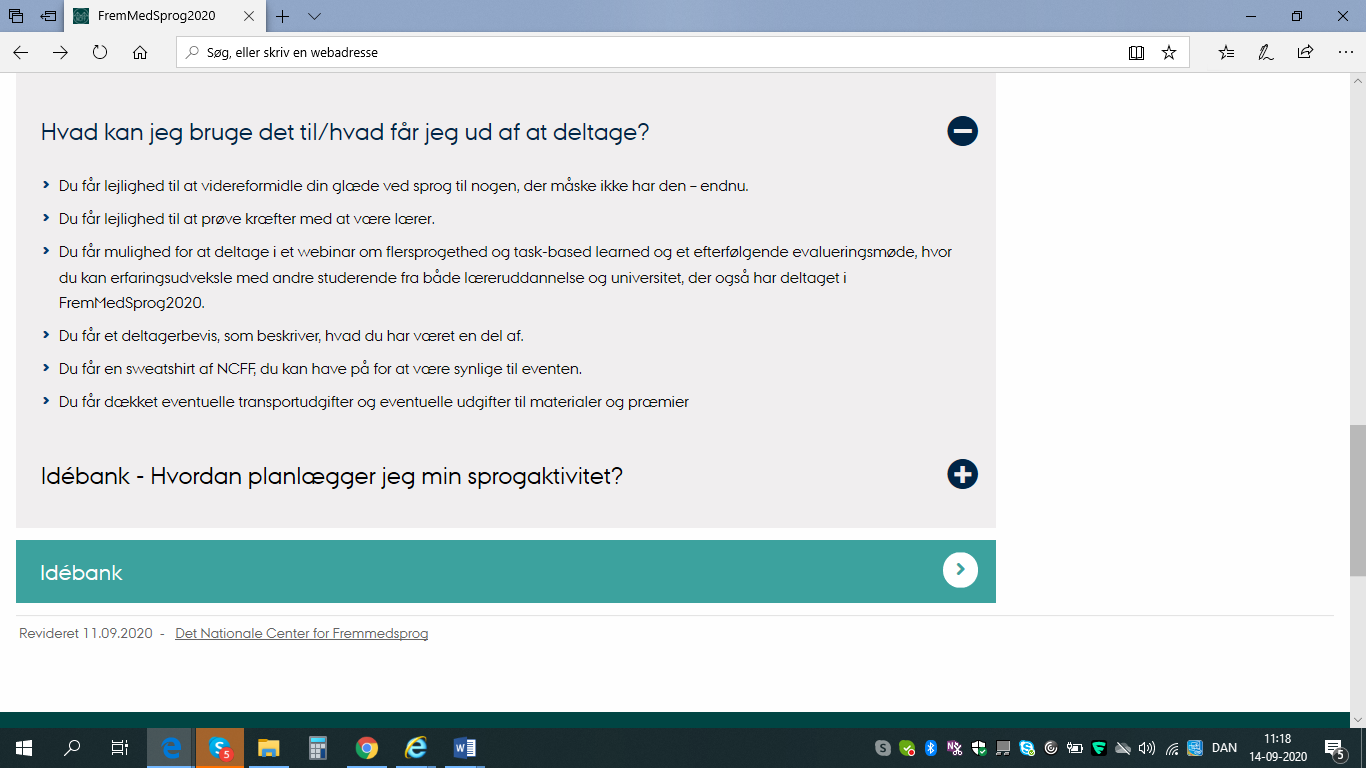 FremMedSprog2020
Søg, eller skriv en webadresse
Hvad kan jeg bruge det til/hvad får jeg ud af at deltage?
Du får lejlighed til at videreformidle din glæde ved sprog til nogen, der måske ikke har den – endnu.
Du får lejlighed til at prøve kræfter med at være lærer.
Du får mulighed for at deltage i et webinar om flersprogethed og task-based learned og et efterfølgende evalueringsmøde, hvor
du kan erfaringsudveksle med andre studerende fra både læreruddannelse og universitet, der også har deltaget i
FremMedSprog2020.
Du får et deltagerbevis, som beskriver, hvad du har været en del af.
Du får en sweatshirt af NCFF, du kan have på for at være synlige til eventen.
Du får dækket eventuelle transportudgifter og eventuelle udgifter til materialer og præmier
Idébank - Hvordan planlægger jeg min sprogaktivitet?
Idébank
Revideret 11.09.2020 - Det Nationale Center for Fremmedsprog
5
DAN
11:18
14-09-2020
5